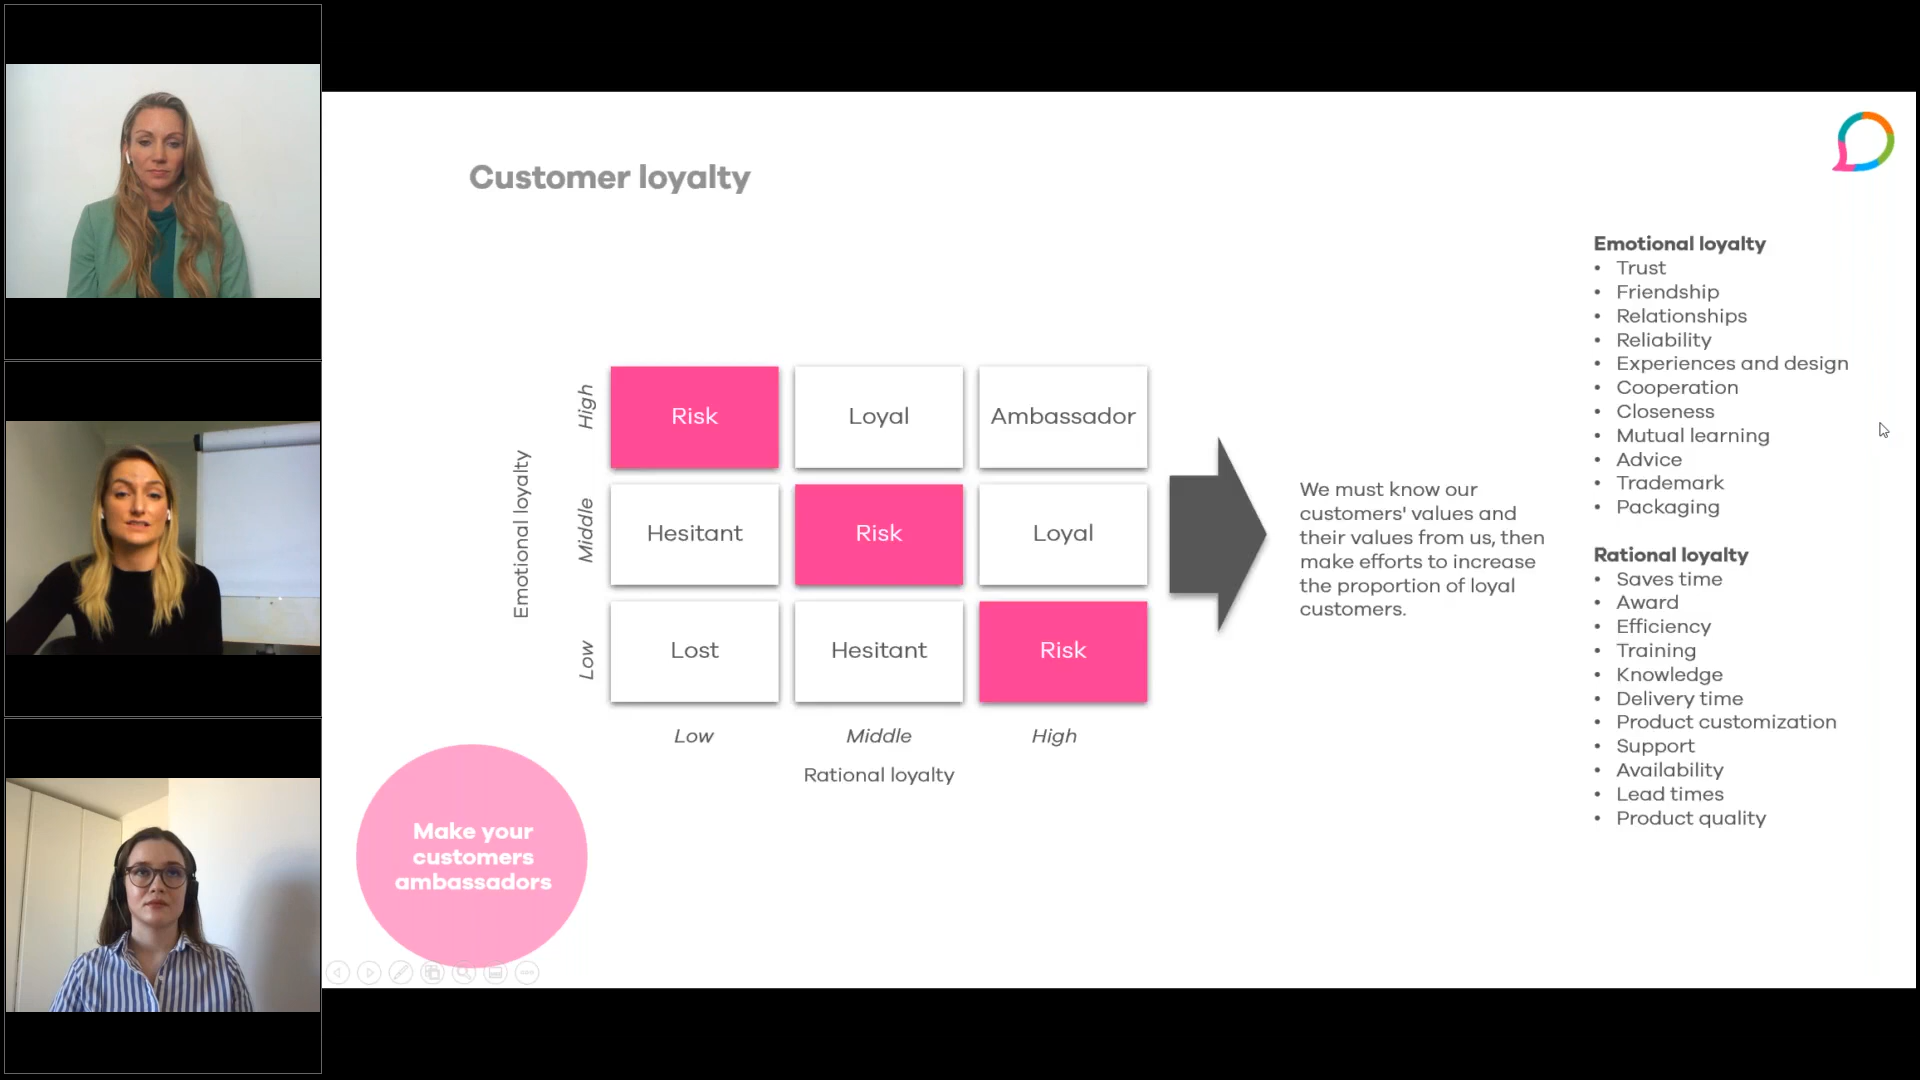 Customer loyalty
Emotional loyalty
High
Risk
Loyal
Ambassador
Middle
Hesitant
Risk
Loyal
Low
Lost
Hesitant
Risk
Low
Middle
High
Rational loyalty
We must know our
customers' values and
their values from us, then
make efforts to increase
the proportion of loyal
customers.
Emotional loyalty
• Trust
• Friendship
• Relationships
• Reliability
• Experiences and design
• Cooperation
• Closeness
• Mutual learning
• Advice
• Trademark
• Packaging
Rational loyalty
• Saves time
• Award
• Efficiency
• Training
• Knowledge
• Delivery time
• Product customization
• Support
• Availability
• Lead times
• Product quality
Make your
customers
ambassadors